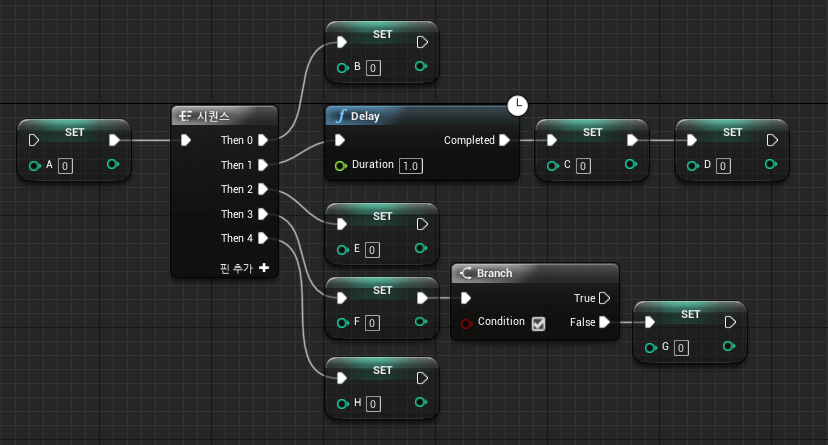 SET
B 0
SET
A 0
시퀀스
Then 0
Then 1
Then 2
Then 3
Then 4
핀 추가 +
f Delay
Completed
Duration 1.0
SET
C 0
SET
D 0
SET
E 0
SET
F 0
Branch
True
Condition
False
SET
G 0
SET
H 0